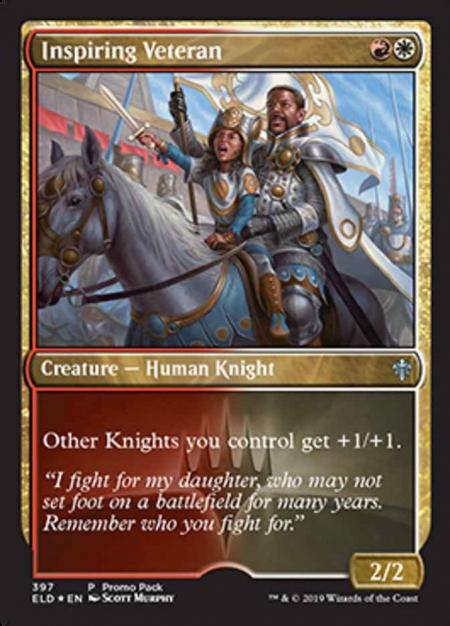 Inspiring Veteran
Creature — Human Knight
Other Knights you control get +1/+1.
“I fight for my daughter, who may not
set foot on a battlefield for many years.
Remember who you fight for.”
2/2
397 P Promo Pack
ELD ★ EN Scott Murphy
™ & © 2019 Wizards of the Coast